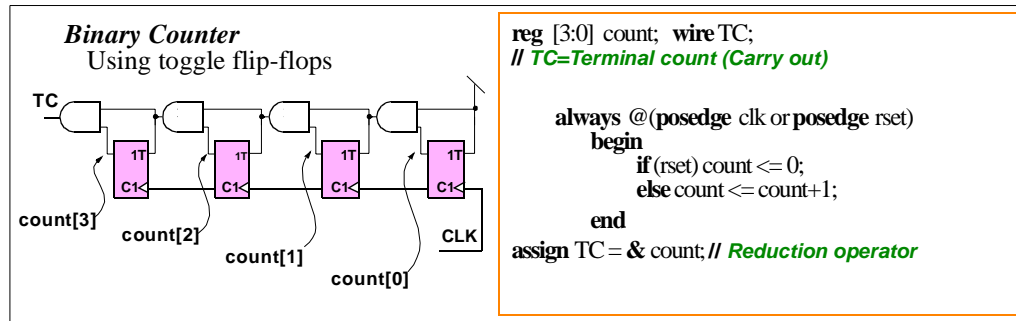 Binary Counter
Using toggle flip-flops
TC
1T
1T
1T
1T
C1
C1
C1
C1
count[3]
count[2]
count[1]
count[0]
CLK
reg [3:0] count; wire TC;
// TC=Terminal count (Carry out)
always @(posedge clk or posedge rset)
begin
if (rset) count <= 0;
else count <= count+1;
end
assign TC = & count; // Reduction operator